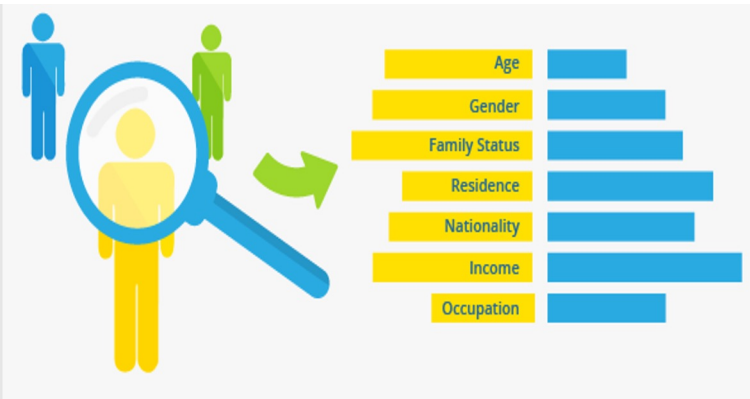 Age
Gender
Family Status
Residence
Nationality
Income
Occupation